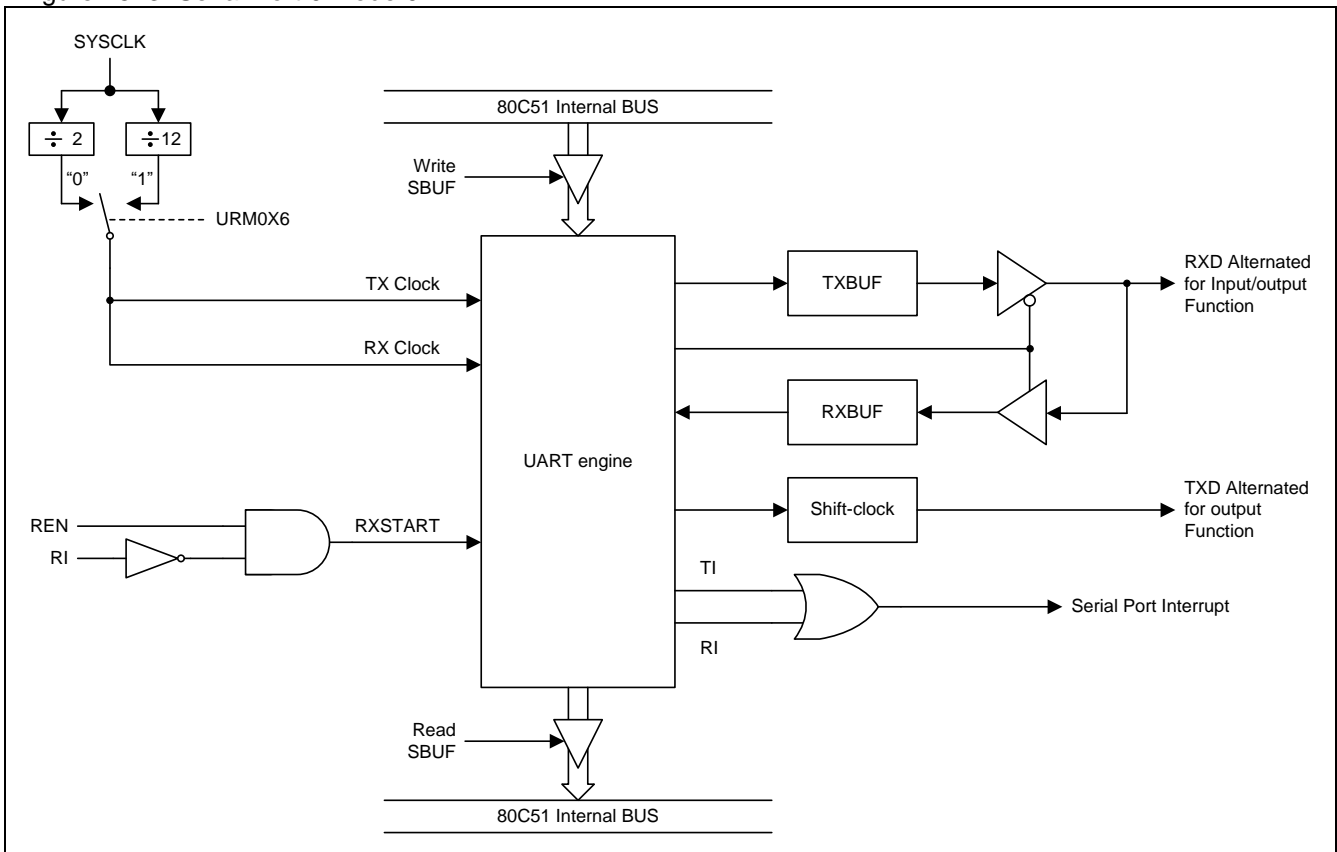 SYSCLK
÷ 2
÷12
“0”
“1”
URM0X6
80C51 Internal BUS
Write
SBUF
TX Clock
RX Clock
REN
RI
RXSTART
UART engine
TXBUF
RXD Alternated
for Input/output
Function
RXBUF
Shift-clock
TXD Alternated
for output
Function
TI
RI
Serial Port Interrupt
Read
SBUF
80C51 Internal BUS